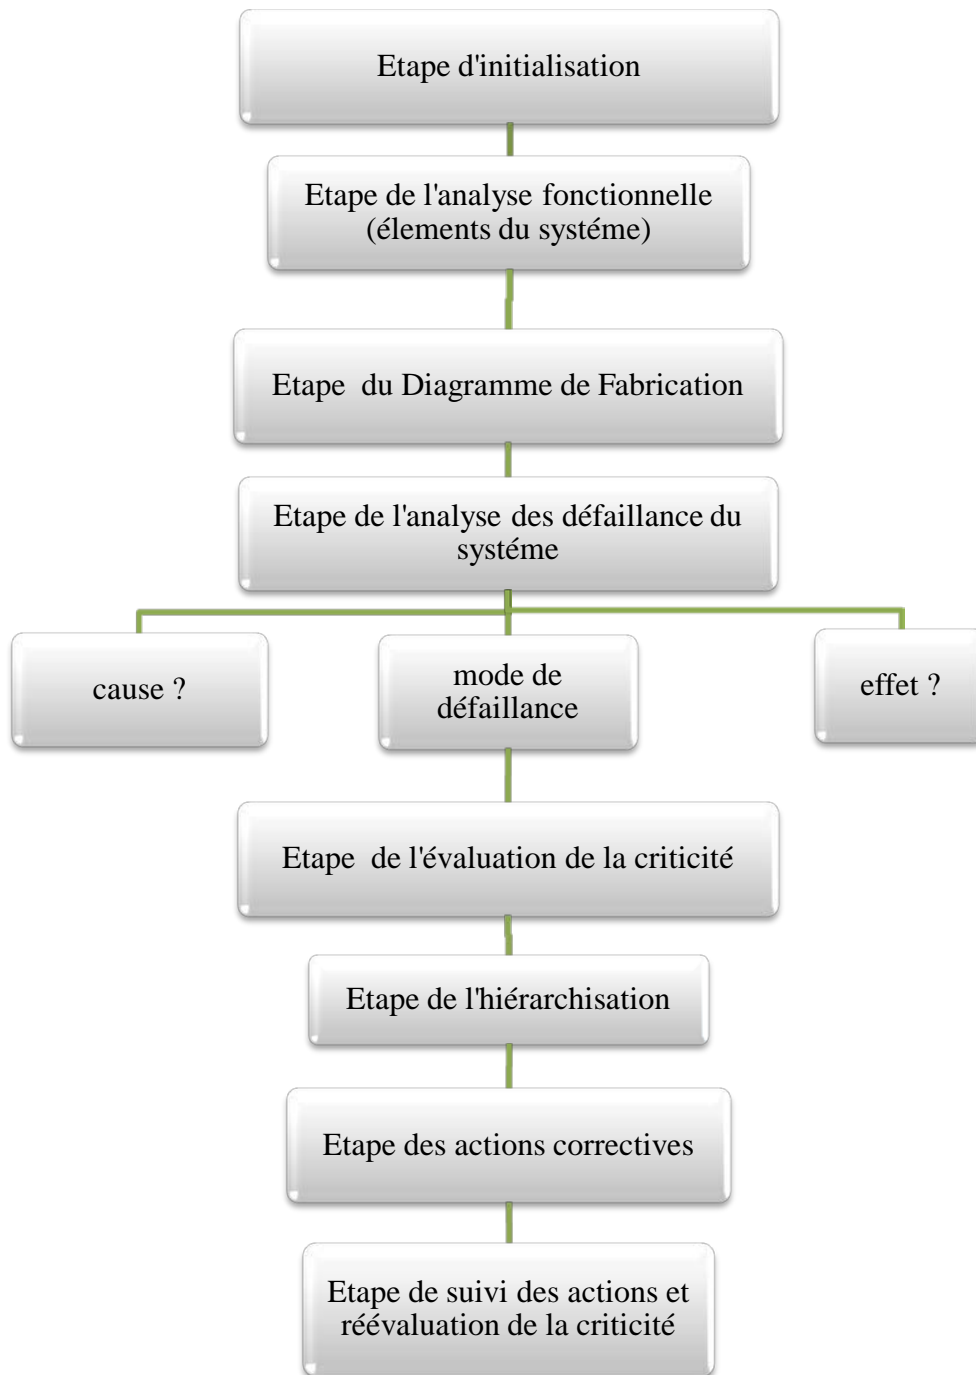 Etape d'initialisation
Etape de l'analyse fonctionnelle
(élements du systéme)
Etape du Diagramme de Fabrication
Etape de l'analyse des défaillance du
systéme
cause ?
mode de
défaillance
effet ?
Etape de l'évaluation de la criticité
Etape de l'hiérarchisation
Etape des actions correctives
Etape de suivi des actions et
réévaluation de la criticité